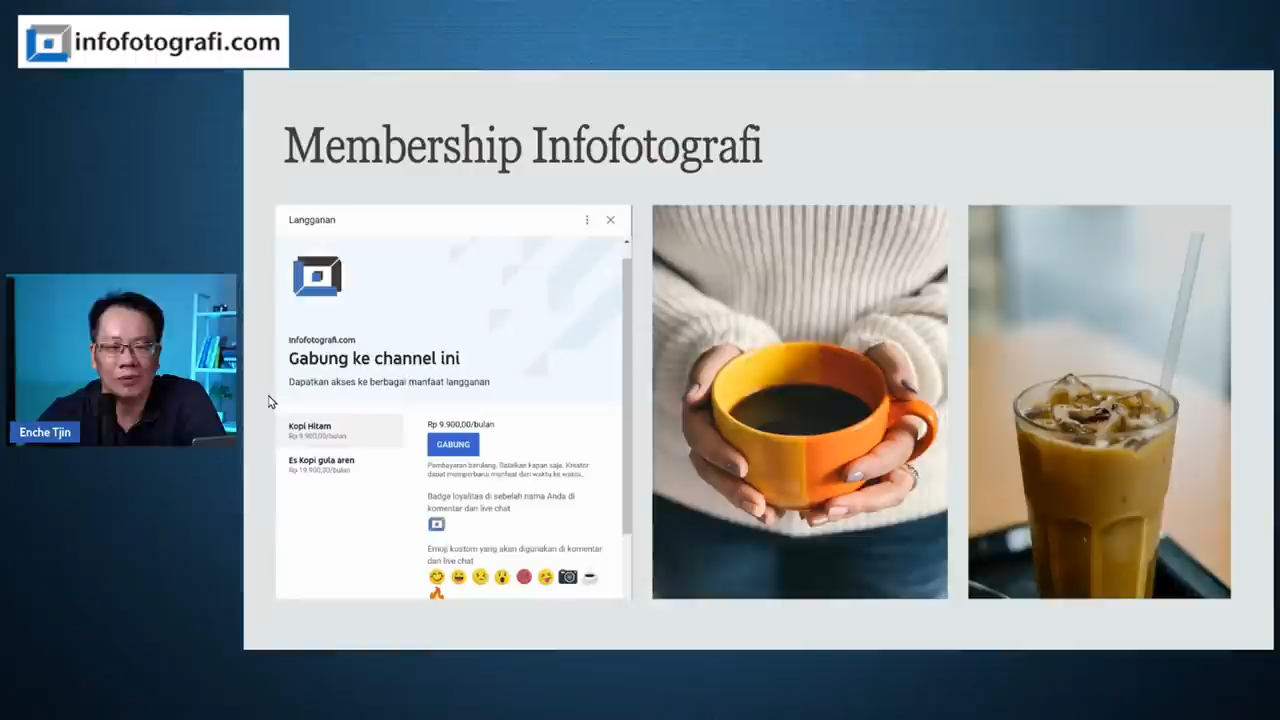 infofotografi.com
Membership Infofotografi
Langganan
Infofotografi.com
Gabung ke channel ini
Dapatkan akses ke berbagai manfaat langganan
Kopi Hitam
Rp 9.900,00/bulan
Es Kopi gula aren
Rp 19.900,00/bulan
Rp 9.900,00/bulan
GABUNG
Pembayaran berulang. Batalkan kapan saja. Kreator
dapat memperbarui manfaat dari waktu ke waktu.
Badge loyalitas di sebelah nama Anda di
komentar dan live chat
Emoji kustom yang akan digunakan di komentar
dan live chat
Enche Tjin